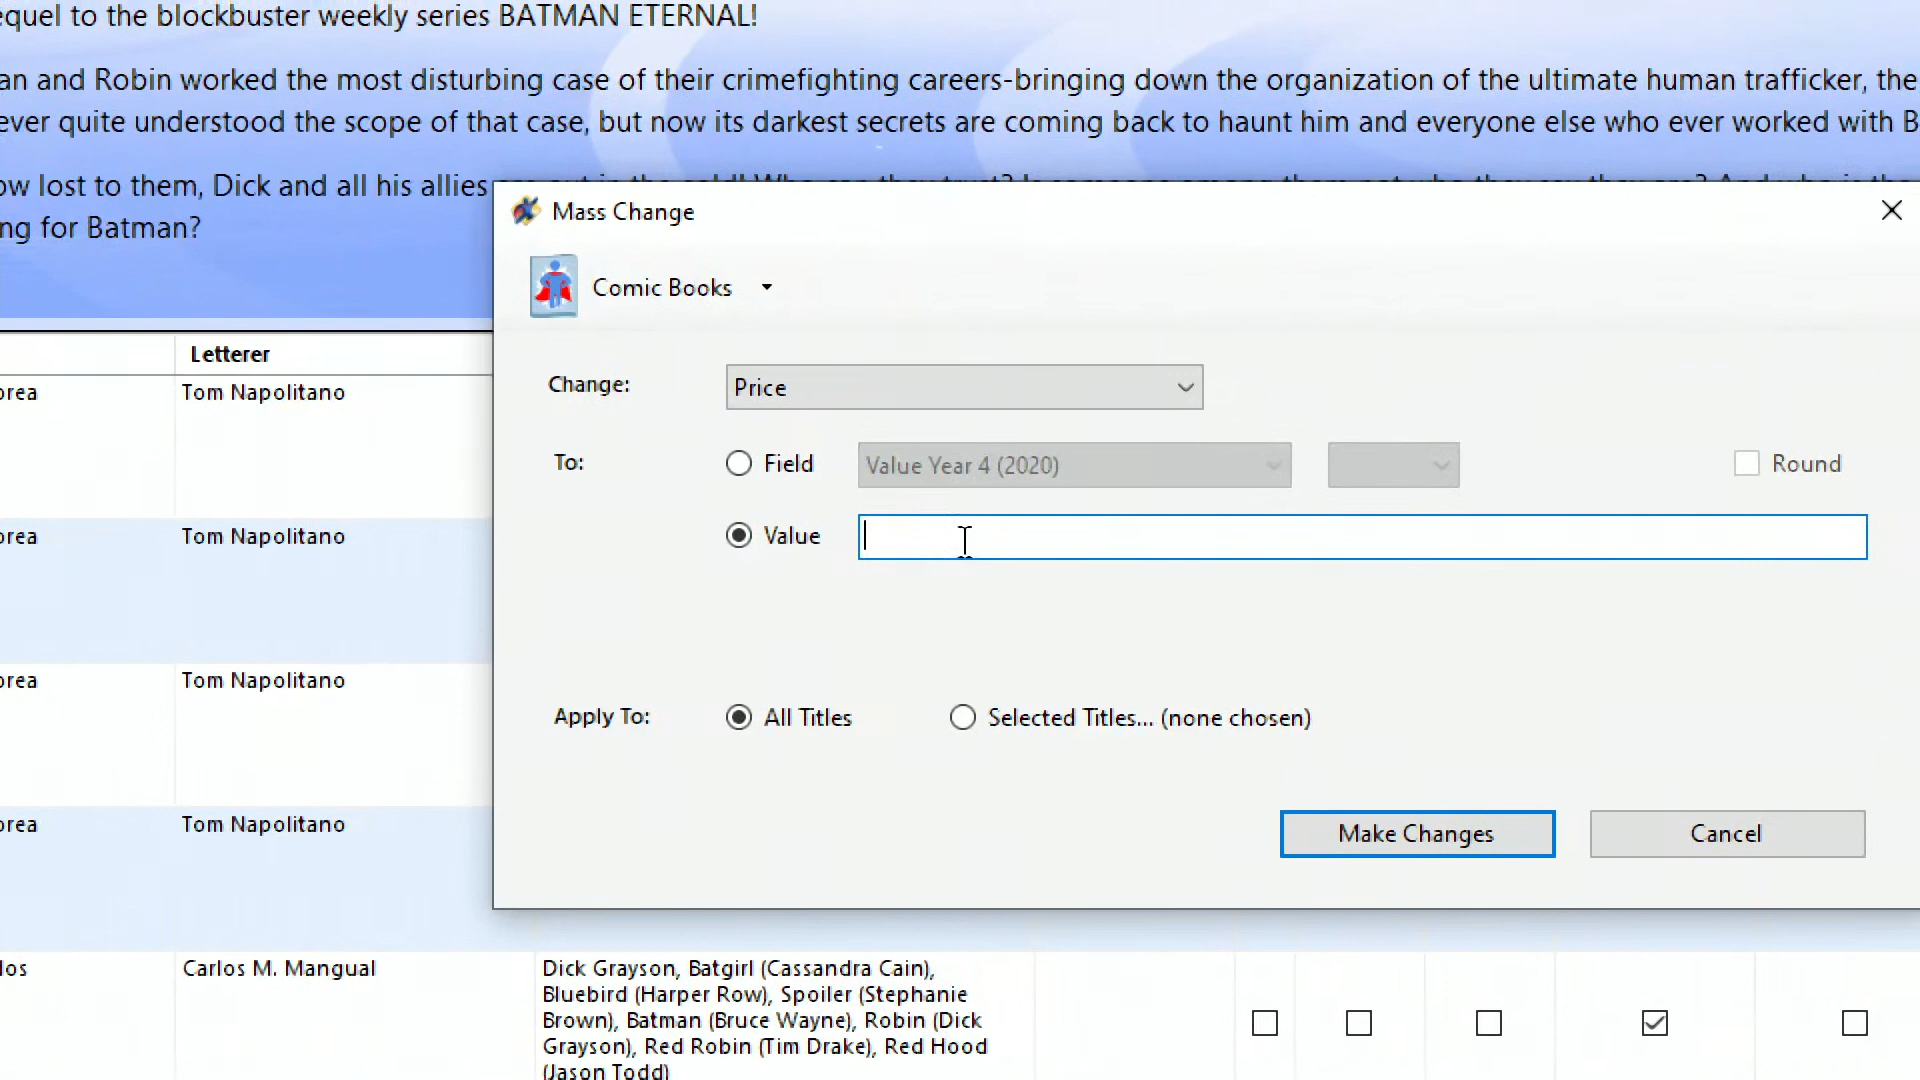 equel to the blockbuster weekly series BATMAN ETERNAL!
an and Robin worked the most disturbing case of their crimefighting careers-bringing down the organization of the ultimate human trafficker, the
ever quite understood the scope of that case, but now its darkest secrets are coming back to haunt him and everyone else who ever worked with B
ow lost to them, Dick and all his allies
ng for Batman?
Mass Change
Comic Books
Change:
Price
To:
Field
Value Year 4 (2020)
Round
Value
Apply To:
All Titles
Selected Titles... (none chosen)
Make Changes
Cancel
Letterer
orea
Tom Napolitano
orea
Tom Napolitano
orea
Tom Napolitano
orea
Tom Napolitano
los
Carlos M. Mangual
Dick Grayson, Batgirl (Cassandra Cain),
Bluebird (Harper Row), Spoiler (Stephanie
Brown), Batman (Bruce Wayne), Robin (Dick
Grayson), Red Robin (Tim Drake), Red Hood
(Jason Todd)